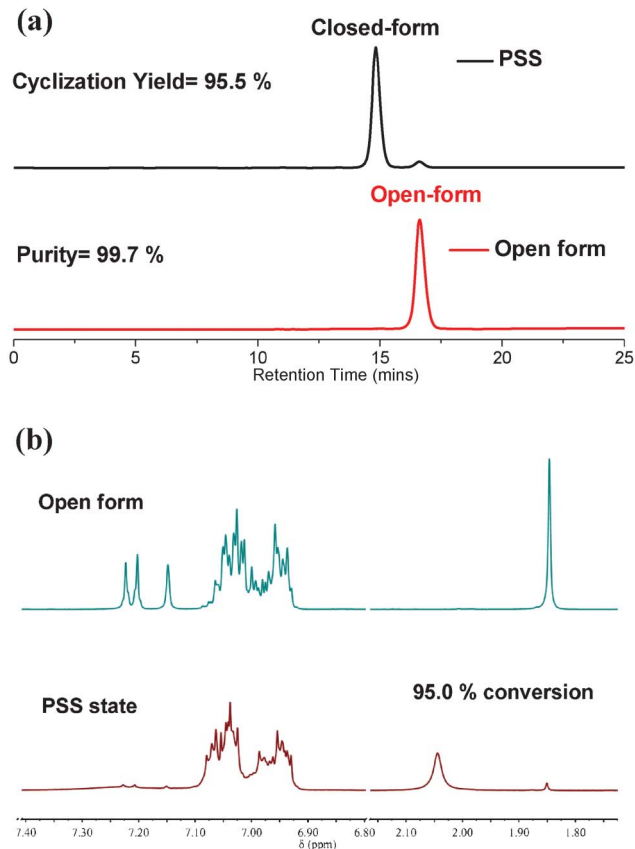 (a)
Closed-form
PSS
Cyclization Yield= 95.5 %
Open-form
Purity= 99.7 %
Open form
0 5 10 15 20 25
Retention Time (mins)
(b)
Open form
PSS state
95.0 % conversion
7.40 7.30 7.20 7.10 7.00 6.90 6.80 2.10 2.00 1.90 1.80
δ (ppm)